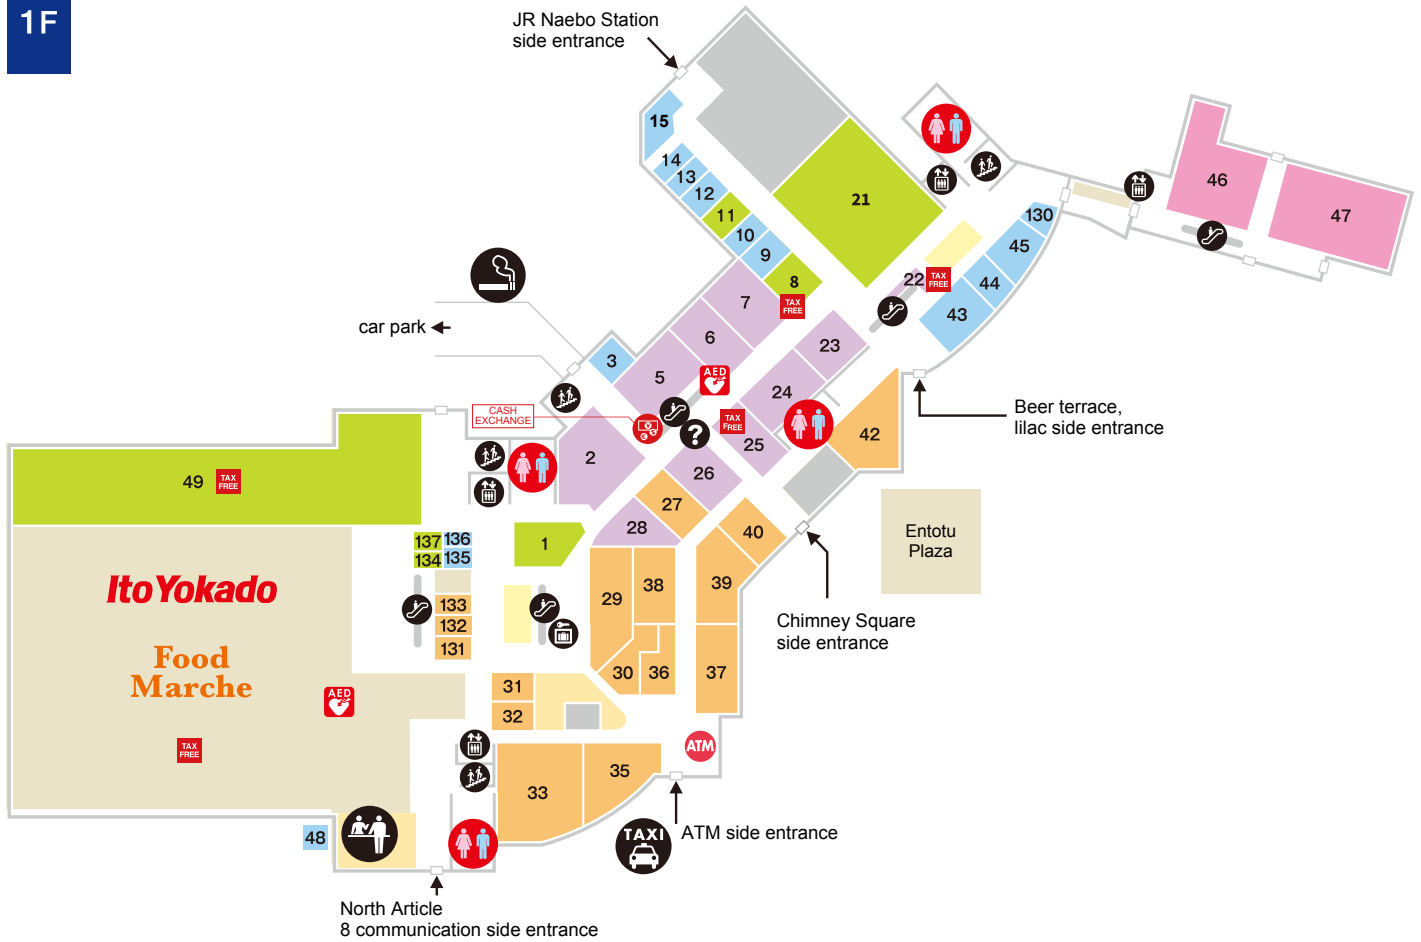 1F
JR Naebo Station
side entrance
15
14
13
12
11
10
9
8
TAX
FREE
21
130
45
44
43
22
TAX
FREE
46
47
car park
7
6
5
3
AED
23
24
25
TAX
FREE
CASH
EXCHANGE
?
2
26
27
28
42
Beer terrace,
lilac side entrance
Entotu
Plaza
49
TAX
FREE
137
136
134
135
133
132
131
1
40
39
38
29
30
36
37
Chimney Square
side entrance
Ito Yokado
Food
Marche
AED
TAX
FREE
31
32
33
35
ATM
TAXI
ATM side entrance
48
North Article
8 communication side entrance